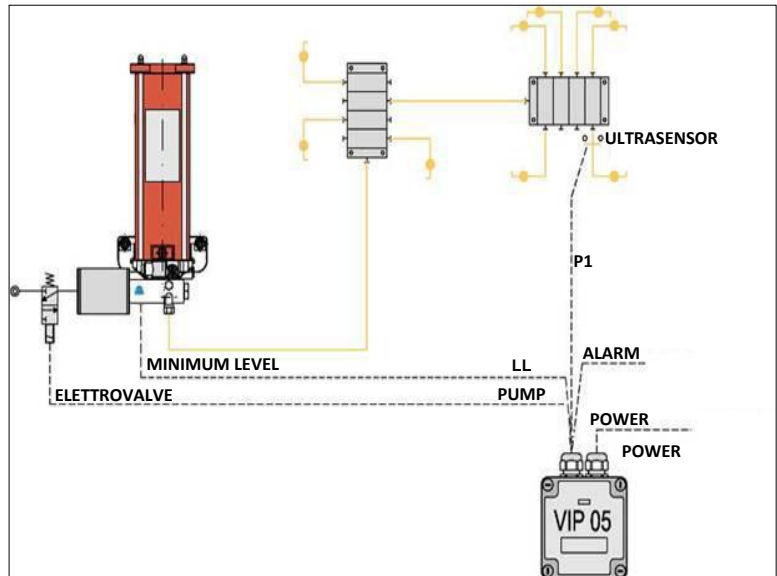 ULTRASENSOR
P1
MINIMUM LEVEL
LL
ALARM
ELETTROVALVE
PUMP
POWER
POWER
VIP 05